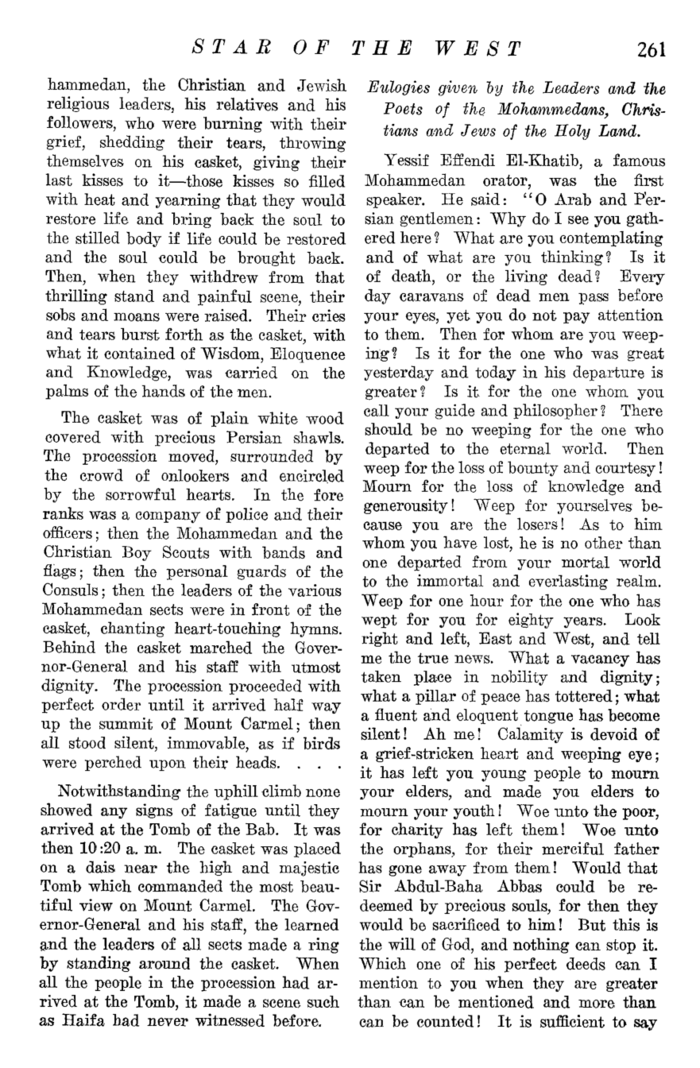 STAR OF THE WEST 261
hammedan, the Christian and Jewish
religious leaders, his relatives and his
followers, who were burning with their
grief, shedding their tears, throwing
themselves on his casket, giving their
last kisses to it—those kisses so filled
with heat and yearning that they would
restore life and bring back the soul to
the stilled body if life could be restored
and the soul could be brought back.
Then, when they withdrew from that
thrilling stand and painful scene, their
sobs and moans were raised. Their cries
and tears burst forth as the casket, with
what it contained of Wisdom, Eloquence
and Knowledge, was carried on the
palms of the hands of the men.
The casket was of plain white wood
covered with precious Persian shawls.
The procession moved, surrounded by
the crowd of onlookers and encircled
by the sorrowful hearts. In the fore
ranks was a company of police and their
officers; then the Mohammedan and the
Christian Boy Scouts with bands and
flags; then the personal guards of the
Consuls; then the leaders of the various
Mohammedan sects were in front of the
casket, chanting heart-touching hymns.
Behind the casket marched the Gover-
nor-General and his staff with utmost
dignity. The procession proceeded with
perfect order until it arrived half way
up the summit of Mount Carmel; then
all stood silent, immovable, as if birds
were perched upon their heads. . . .
Notwithstanding the uphill climb none
showed any signs of fatigue until they
arrived at the Tomb of the Bab. It was
then 10:20 a. m. The casket was placed
on a dais near the high and majestic
Tomb which commanded the most beau-
tiful view on Mount Carmel. The Gov-
ernor-General and his staff, the learned
and the leaders of all sects made a ring
by standing around the casket. When
all the people in the procession had ar-
rived at the Tomb, it made a scene such
as Haifa had never witnessed before.
Eulogies given by the Leaders and the
Poets of the Mohammedans, Chris-
tians and Jews of the Holy Land.
Yessif Effendi El-Khatib, a famous
Mohammedan orator, was the first
speaker. He said: "O Arab and Per-
sian gentlemen: Why do I see you gath-
ered here? What are you contemplating
and of what are you thinking? Is it
of death, or the living dead? Every
day caravans of dead men pass before
your eyes, yet you do not pay attention
to them. Then for whom are you weep-
ing? Is it for the one who was great
yesterday and today in his departure is
greater? Is it for the one whom you
call your guide and philosopher? There
should be no weeping for the one who
departed to the eternal world. Then
weep for the loss of bounty and courtesy!
Mourn for the loss of knowledge and
generousity! Weep for yourselves be-
cause you are the losers! As to him
whom you have lost, he is no other than
one departed from your mortal world
to the immortal and everlasting realm.
Weep for one hour for the one who has
wept for you for eighty years. Look
right and left, East and West, and tell
me the true news. What a vacancy has
taken place in nobility and dignity;
what a pillar of peace has tottered; what
a fluent and eloquent tongue has become
silent! Ah me! Calamity is devoid of
a grief-stricken heart and weeping eye;
it has left you young people to mourn
your elders, and made you elders to
mourn your youth! Woe unto the poor,
for charity has left them! Woe unto
the orphans, for their merciful father
has gone away from them! Would that
Sir Abdul-Baha Abbas could be re-
deemed by precious souls, for then they
would be sacrificed to him! But this is
the will of God, and nothing can stop it.
Which one of his perfect deeds can I
mention to you when they are greater
than can be mentioned and more than
can be counted! It is sufficient to say